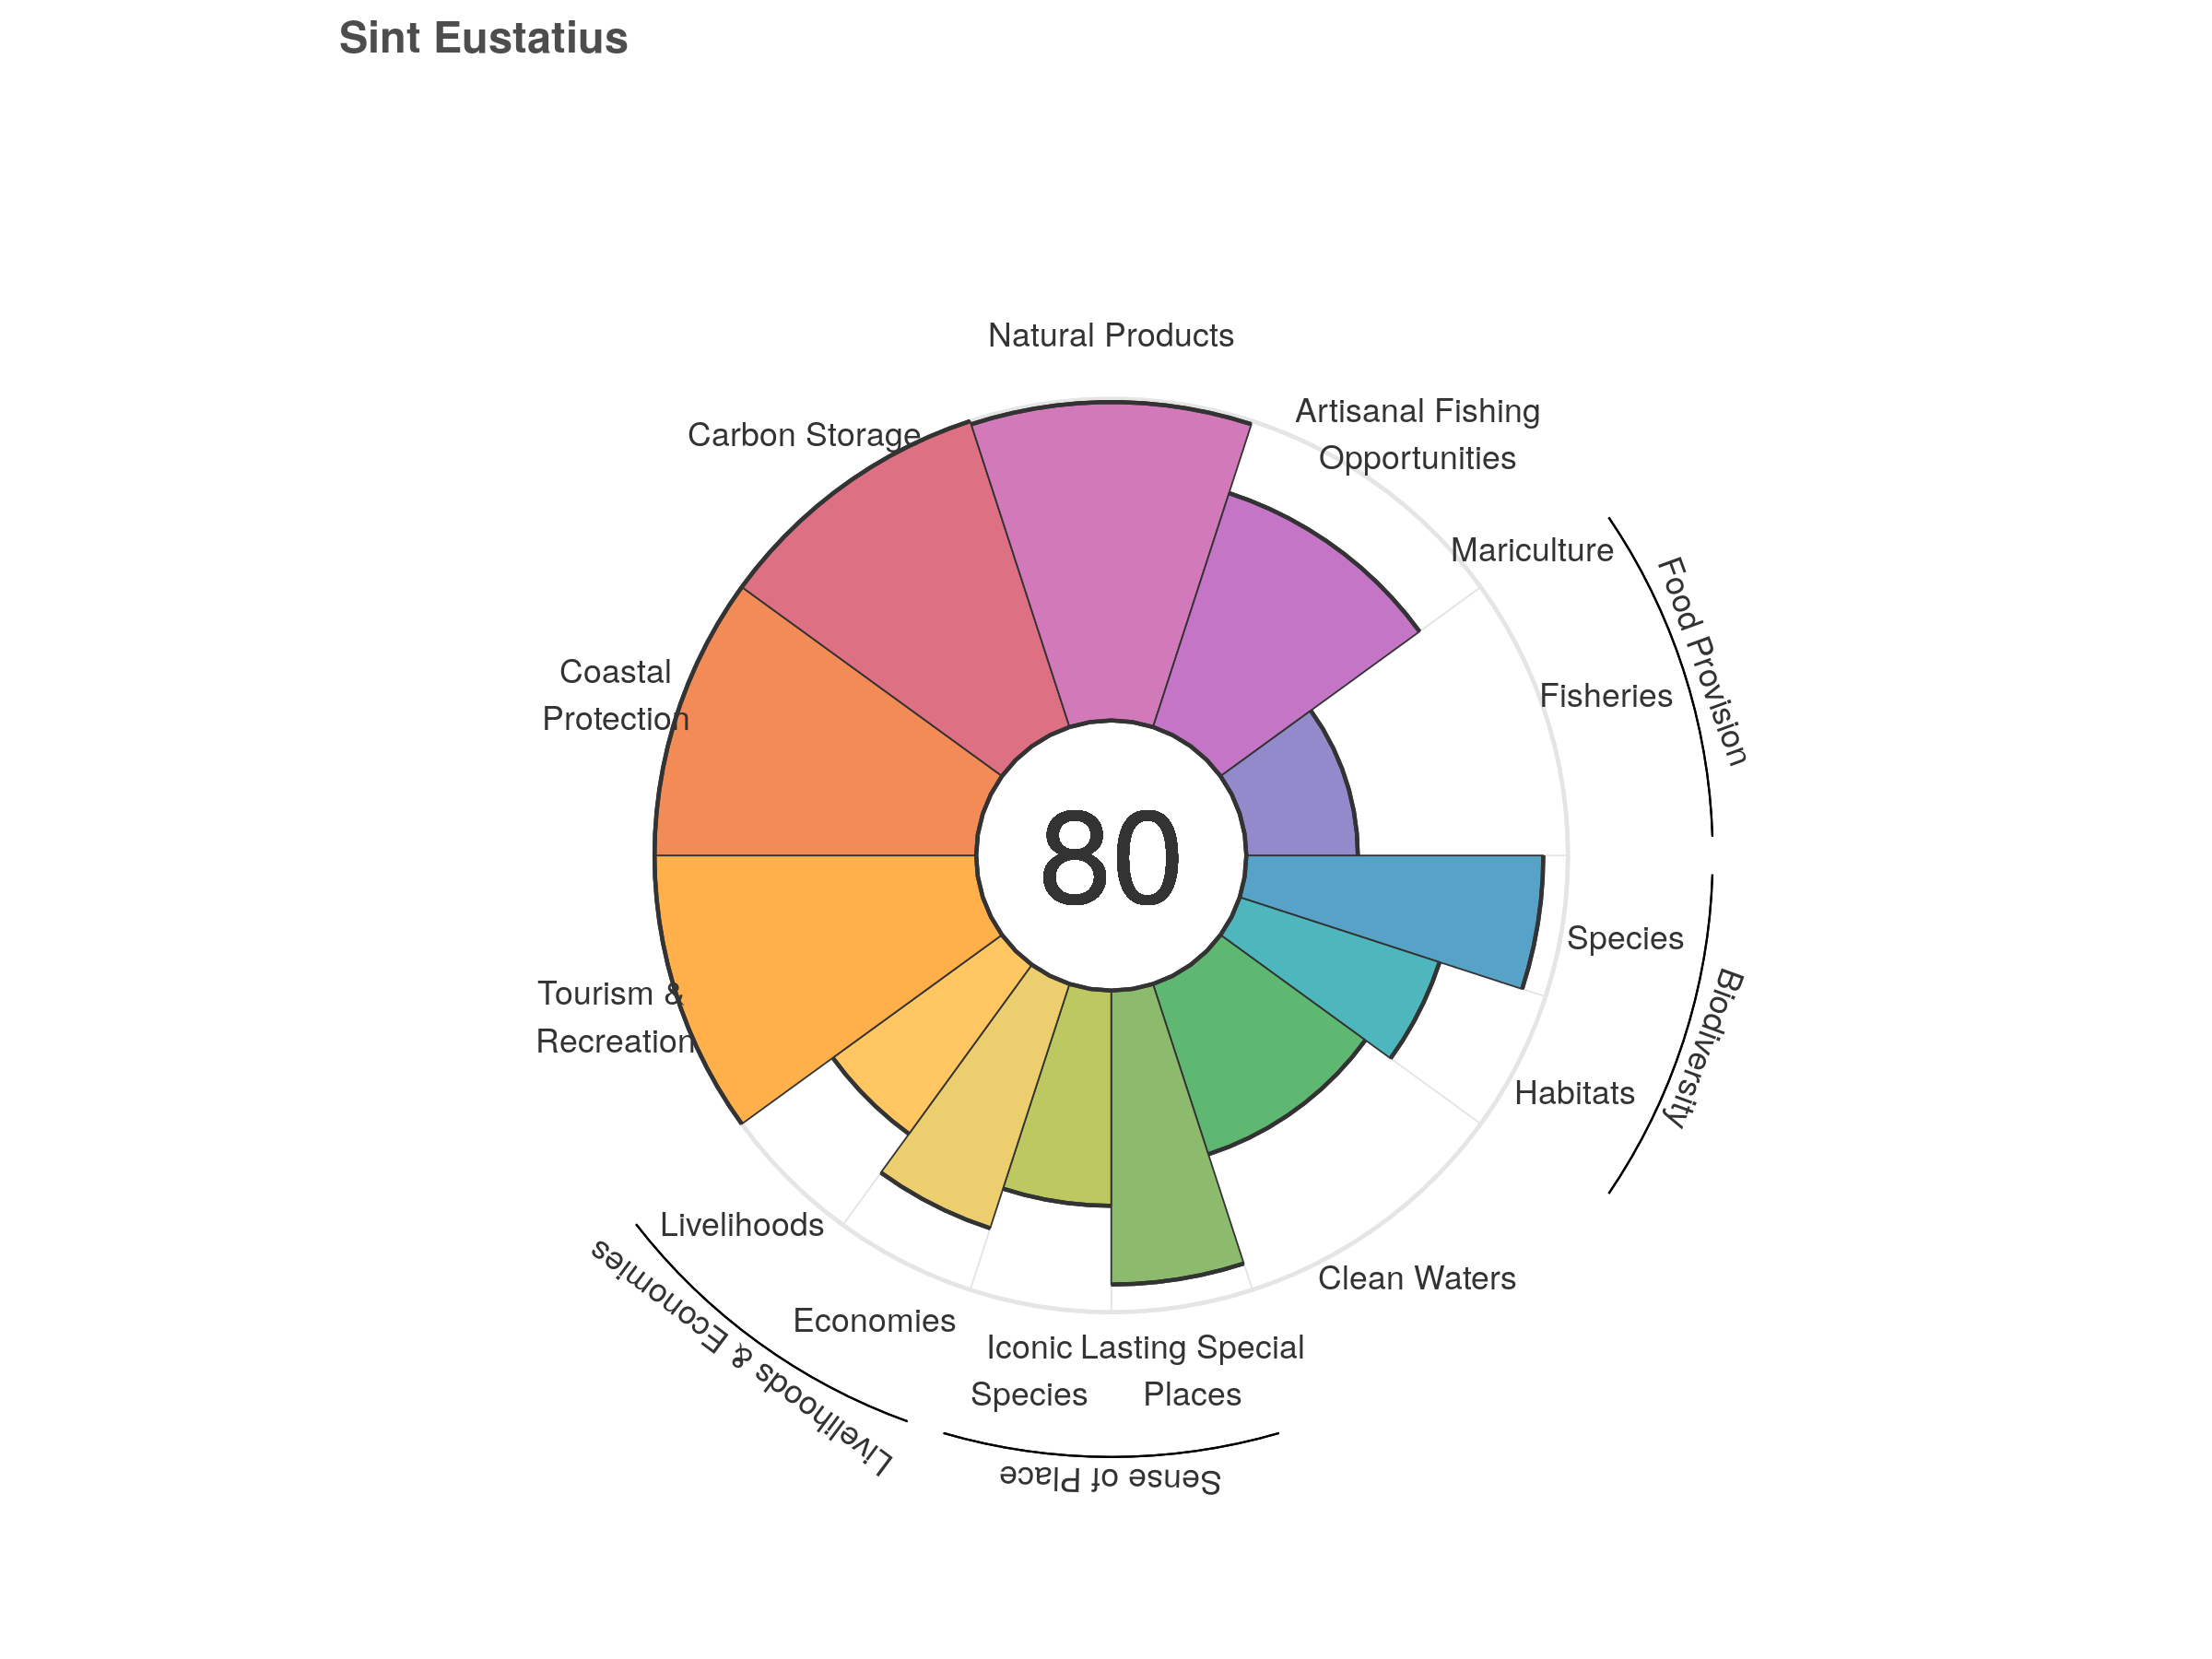 Sint Eustatius
Natural Products
Artisanal Fishing
Opportunities
Carbon Storage
Mariculture
Food Provision
Coastal
Protection
Fisheries
80
Species
Biodiversity
Tourism &
Recreation
Habitats
Livelihoods
Clean Waters
Livelihoods & Economies
Economies
Iconic
Species
Lasting Special
Places
Sense of Place